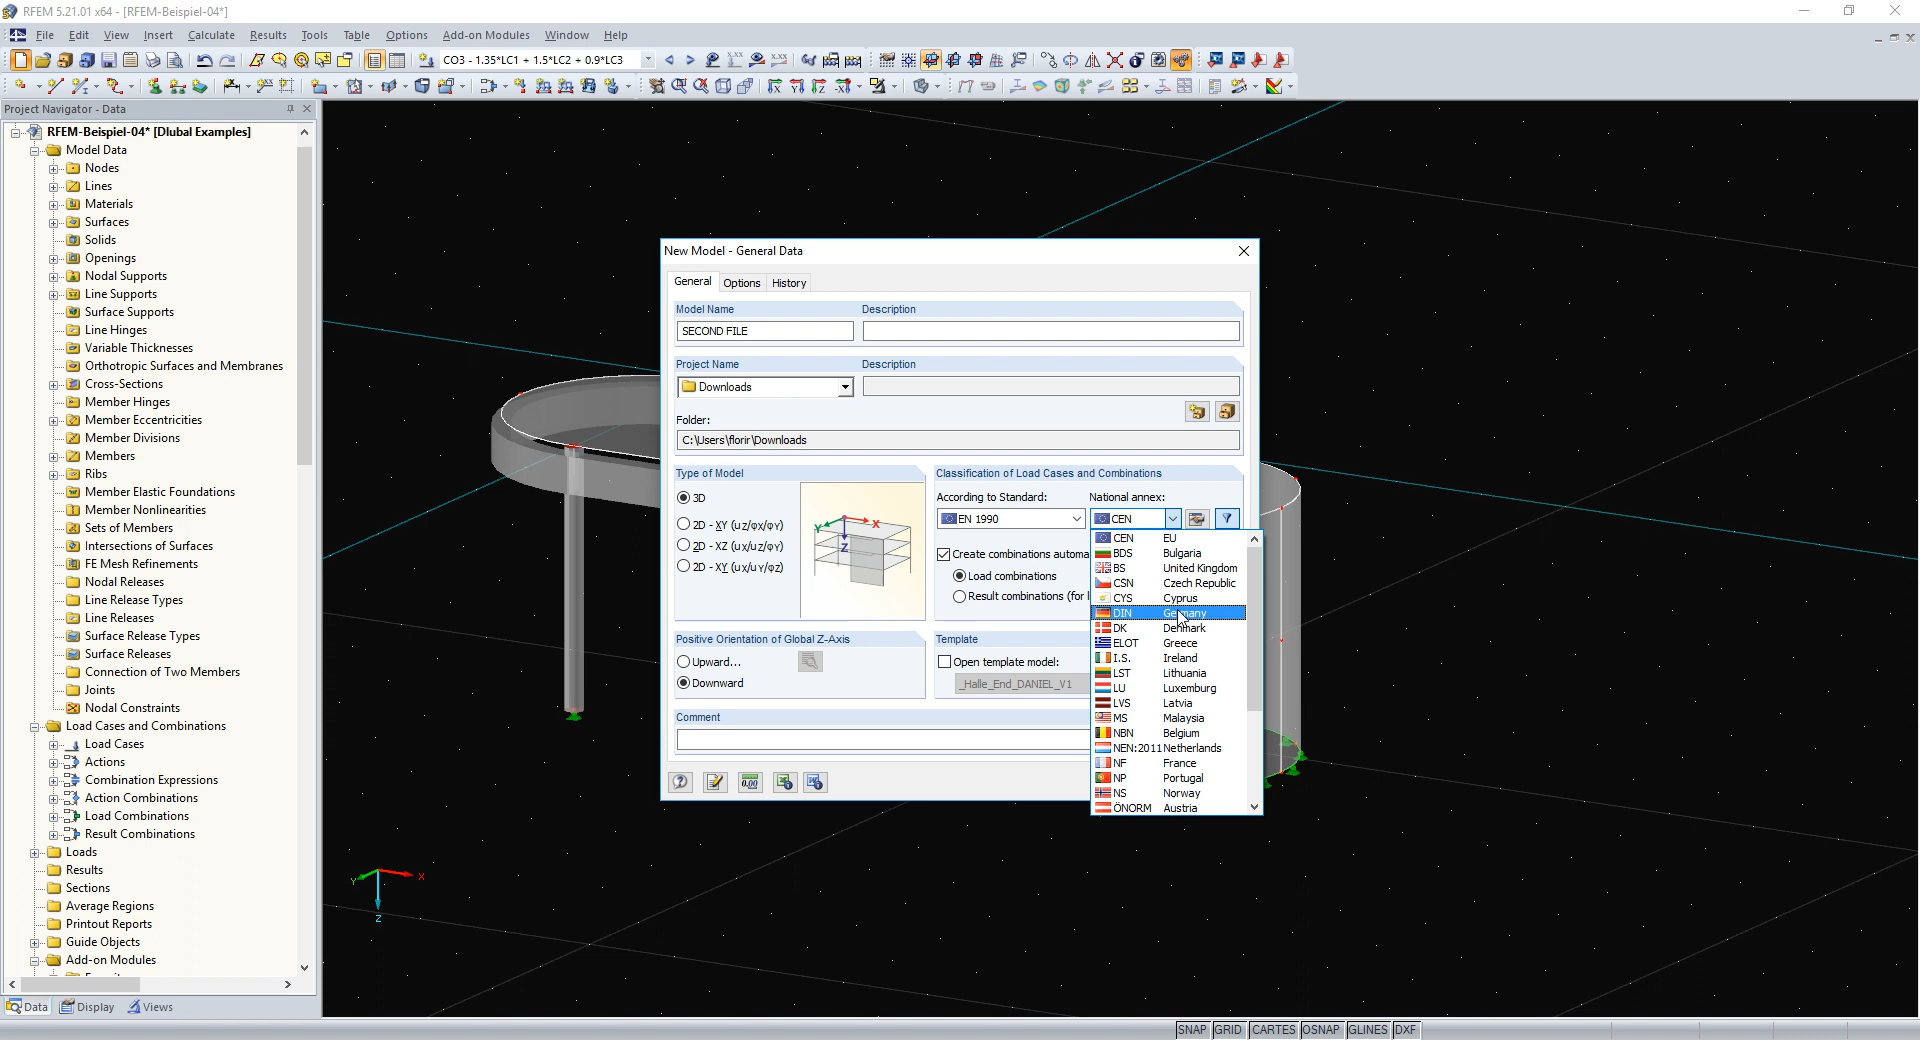 RFEM 5.21.01 x64 - [RFEM-Beispiel-04*]
File Edit View Insert Calculate Results Tools Table Options Add-on Modules Window Help
CO3 - 1.35*LC1 + 1.5*LC2 + 0.9*LC3
Project Navigator - Data
RFEM-Beispiel-04* [Dlubal Examples]
Model Data
Nodes
Lines
Materials
Surfaces
Solids
Openings
Nodal Supports
Line Supports
Surface Supports
Line Hinges
Variable Thicknesses
Orthotropic Surfaces and Membranes
Cross-Sections
Member Hinges
Member Eccentricities
Member Divisions
Members
Ribs
Member Elastic Foundations
Member Nonlinearities
Sets of Members
Intersections of Surfaces
FE Mesh Refinements
Nodal Releases
Line Release Types
Line Releases
Surface Release Types
Surface Releases
Connection of Two Members
Joints
Nodal Constraints
Load Cases and Combinations
Load Cases
Actions
Combination Expressions
Action Combinations
Load Combinations
Result Combinations
Loads
Results
Sections
Average Regions
Printout Reports
Guide Objects
Add-on Modules
Data Display Views
New Model - General Data
General Options History
Model Name Description
SECOND FILE
Project Name Description
Downloads
Folder:
C:\Users\florir\Downloads
Type of Model
3D
2D - XY (uZ/φX/φY)
2D - XZ (uX/uZ/φY)
2D - XY (uX/uY/φZ)
Y X
Z
Classification of Load Cases and Combinations
According to Standard: National annex:
EN 1990 CEN
Create combinations automa
Load combinations
Result combinations (for l
CEN EU
BDS Bulgaria
BS United Kingdom
CSN Czech Republic
CYS Cyprus
DIN Germany
DK Denmark
ELOT Greece
I.S. Ireland
LST Lithuania
LU Luxemburg
LVS Latvia
MS Malaysia
NBN Belgium
NEN:2011 Netherlands
NF France
NP Portugal
NS Norway
ÖNORM Austria
Positive Orientation of Global Z-Axis
Upward...
Downward
Template
Open template model:
_Halle_End_DANIEL_V1
Comment
0.00
Y X
Z
SNAP GRID CARTES OSNAP GLINES DXF